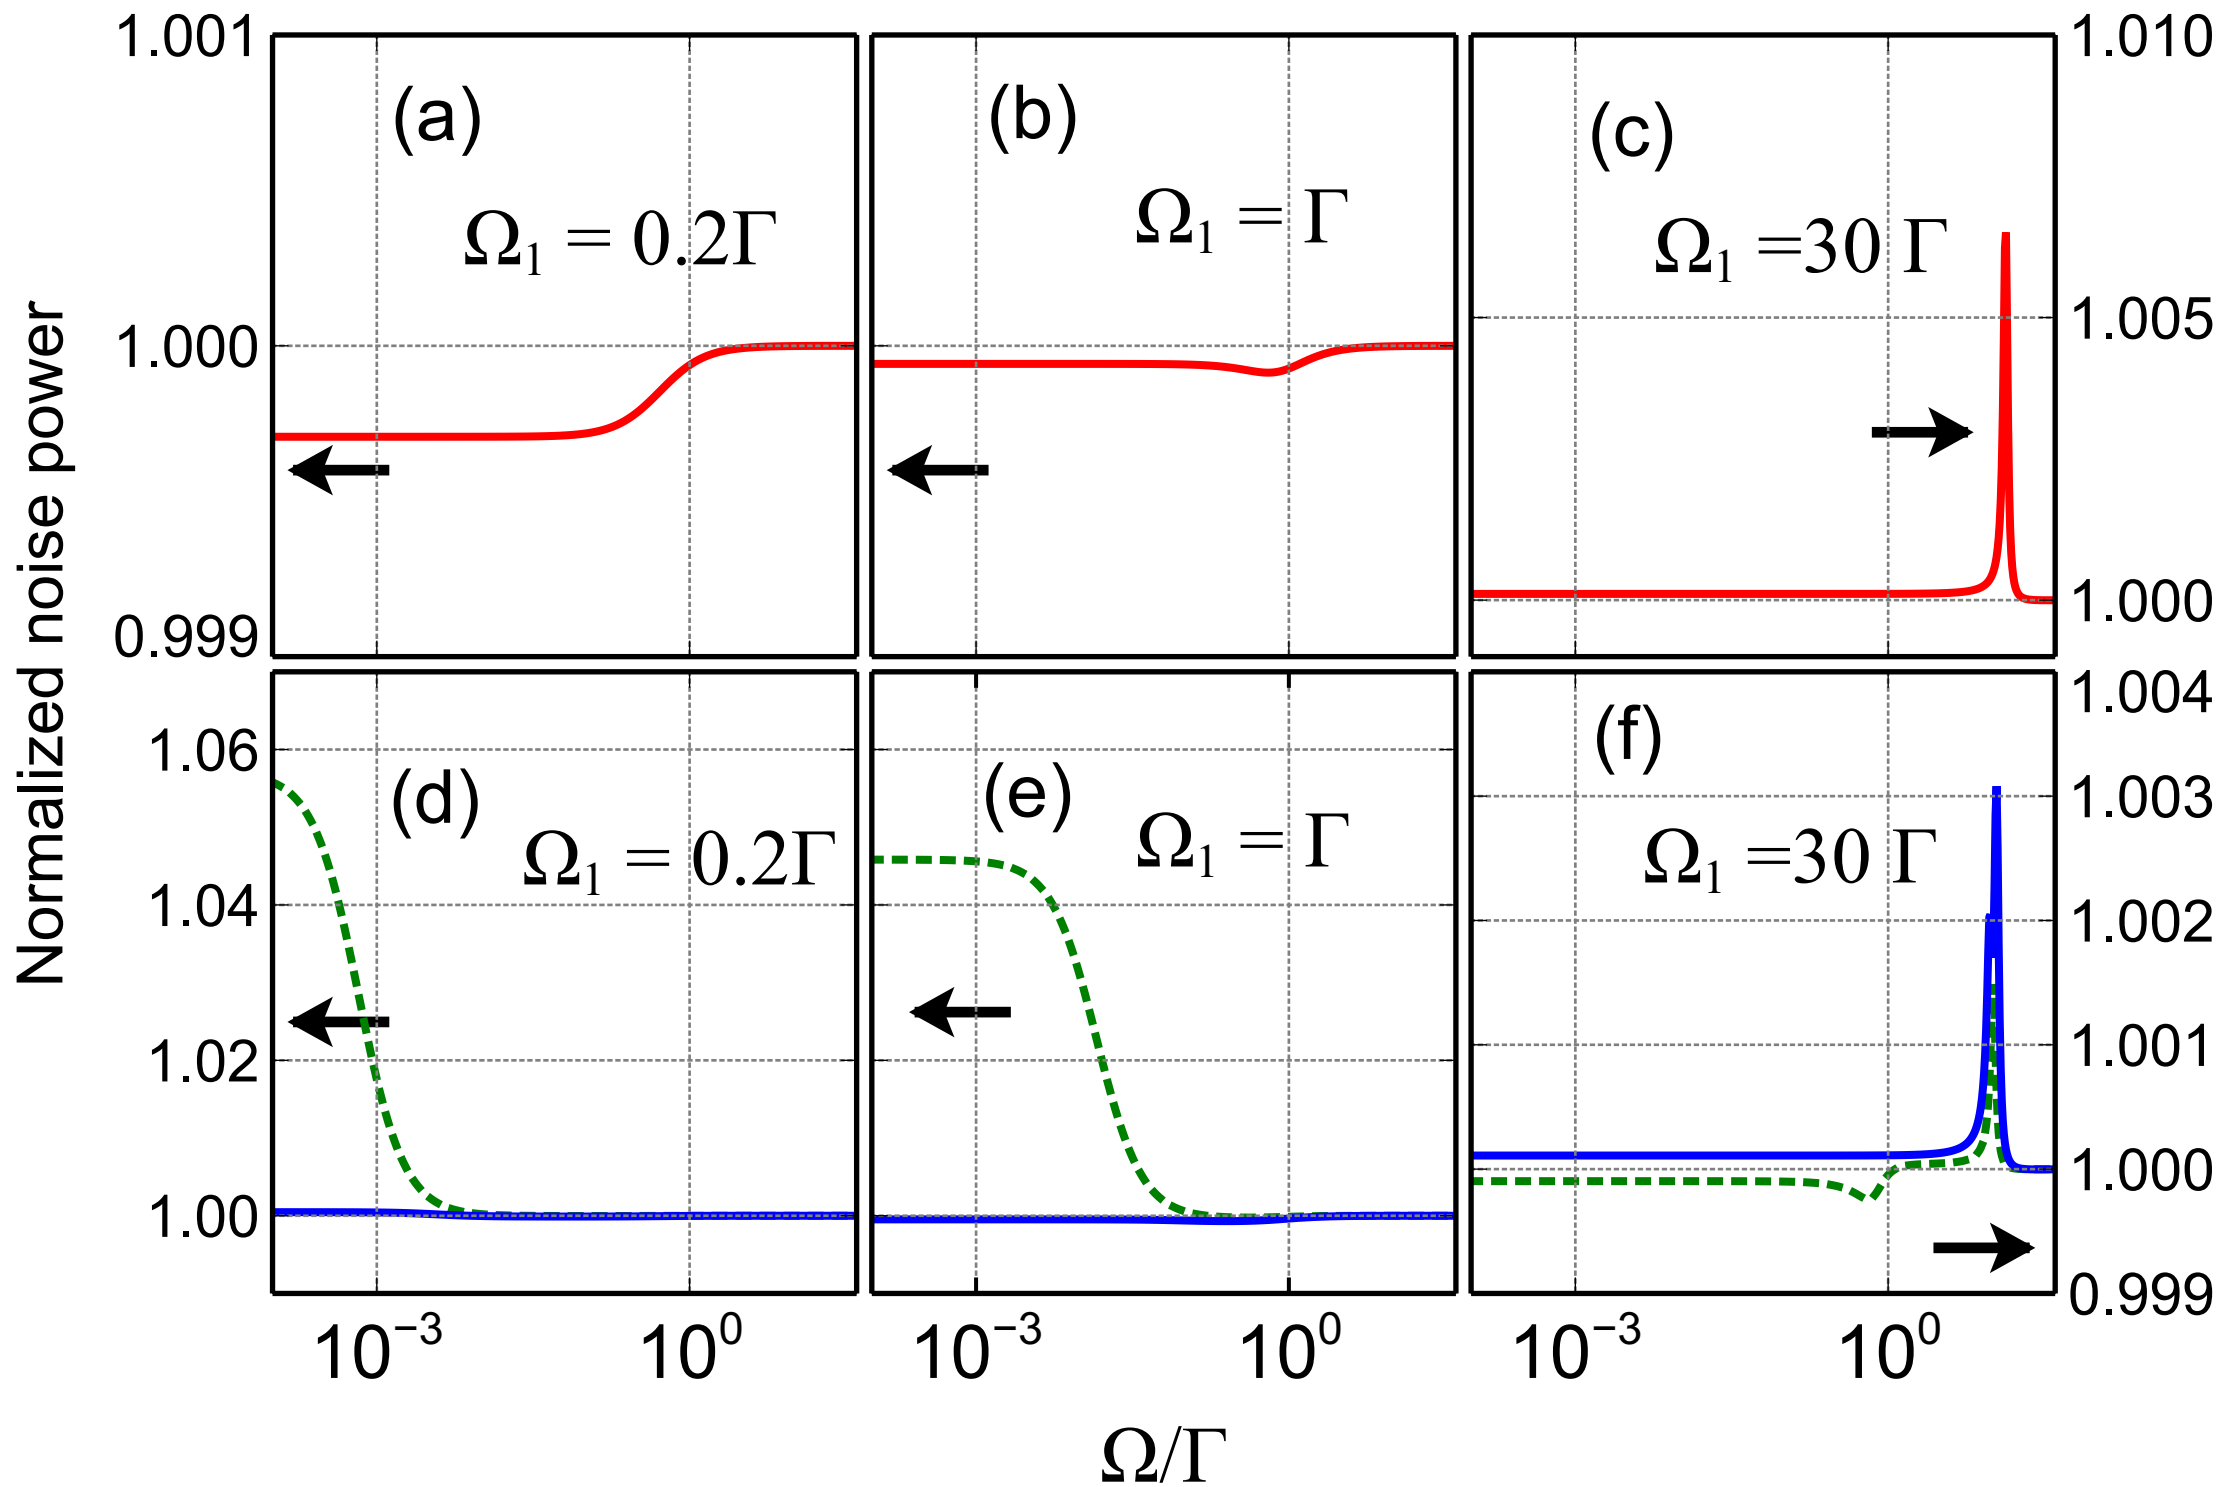 Normalized noise power
1.001
1.000
0.999
(a)
Ω₁ = 0.2Γ
(b)
Ω₁ = Γ
(c)
Ω₁ =30 Γ
1.010
1.005
1.000
1.06
1.04
1.02
1.00
(d)
Ω₁ = 0.2Γ
(e)
Ω₁ = Γ
(f)
Ω₁ =30 Γ
1.004
1.003
1.002
1.001
1.000
0.999
10⁻³ 10⁰ 10⁻³ 10⁰ 10⁻³ 10⁰
Ω/Γ